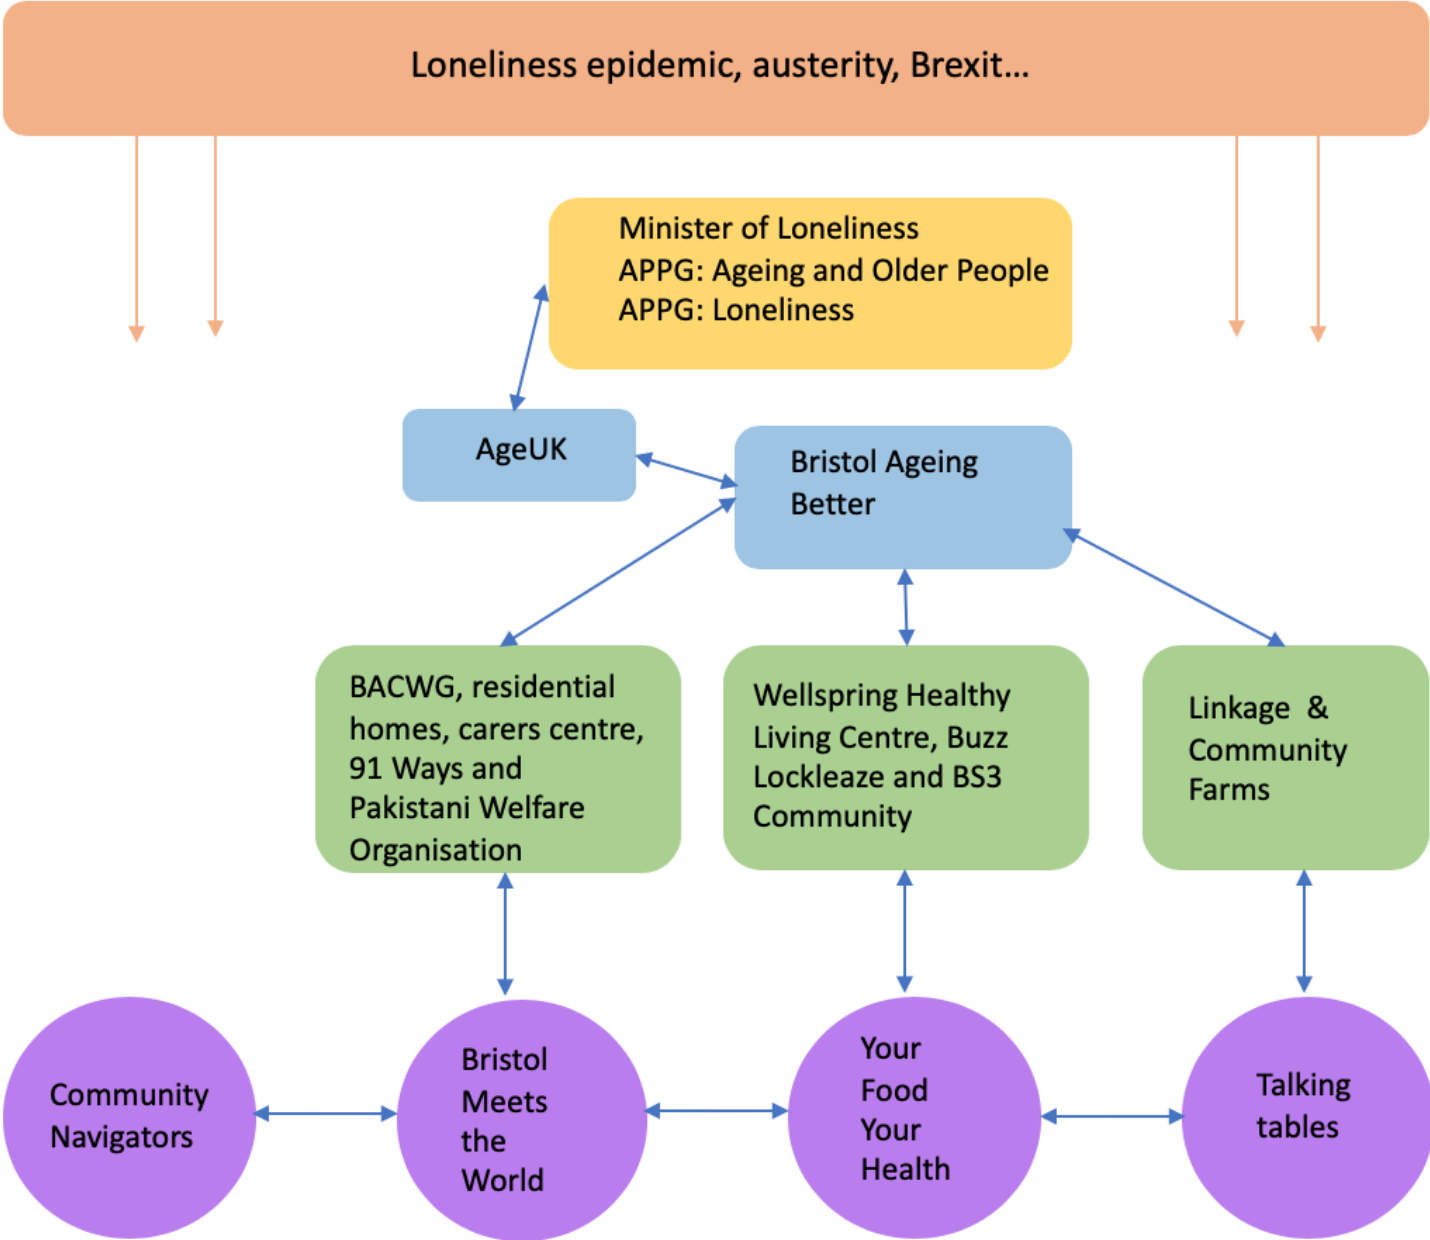 Loneliness epidemic, austerity, Brexit...
Minister of Loneliness
APPG: Ageing and Older People
APPG: Loneliness
AgeUK
Bristol Ageing
Better
BACWG, residential
homes, carers centre,
91 Ways and
Pakistani Welfare
Organisation
Wellspring Healthy
Living Centre, Buzz
Lockleaze and BS3
Community
Linkage &
Community
Farms
Community
Navigators
Bristol
Meets
the
World
Your
Food
Your
Health
Talking
tables